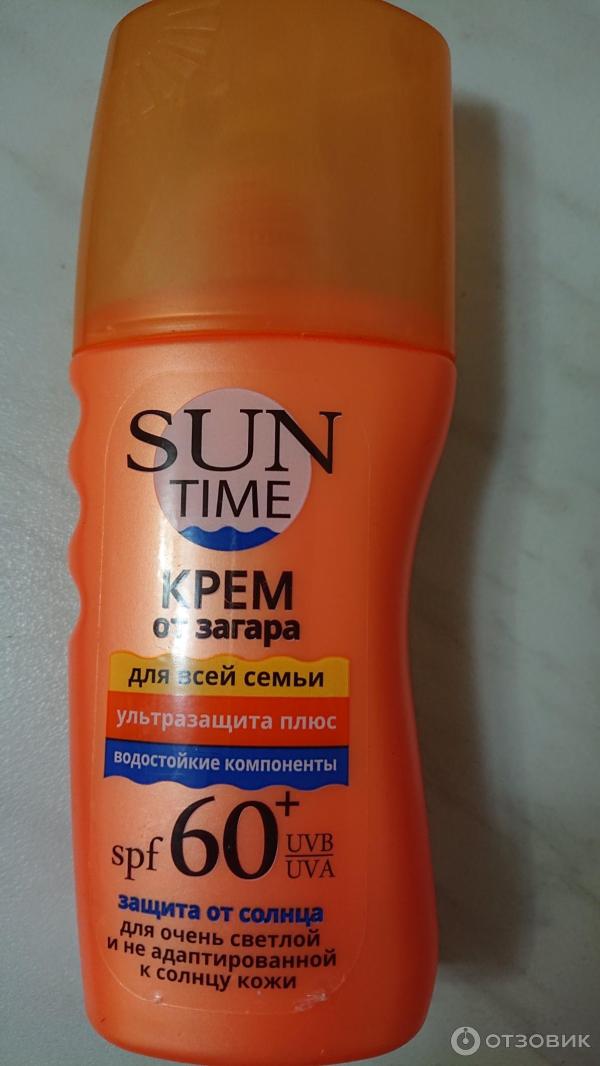 SUN
TIME
КРЕМ
от загара
для всей семьи
ультразащита плюс
водостойкие компоненты
spf 60+ UVB
UVA
защита от солнца
для очень светлой
и не адаптированной
к солнцу кожи
ОТЗОВИК